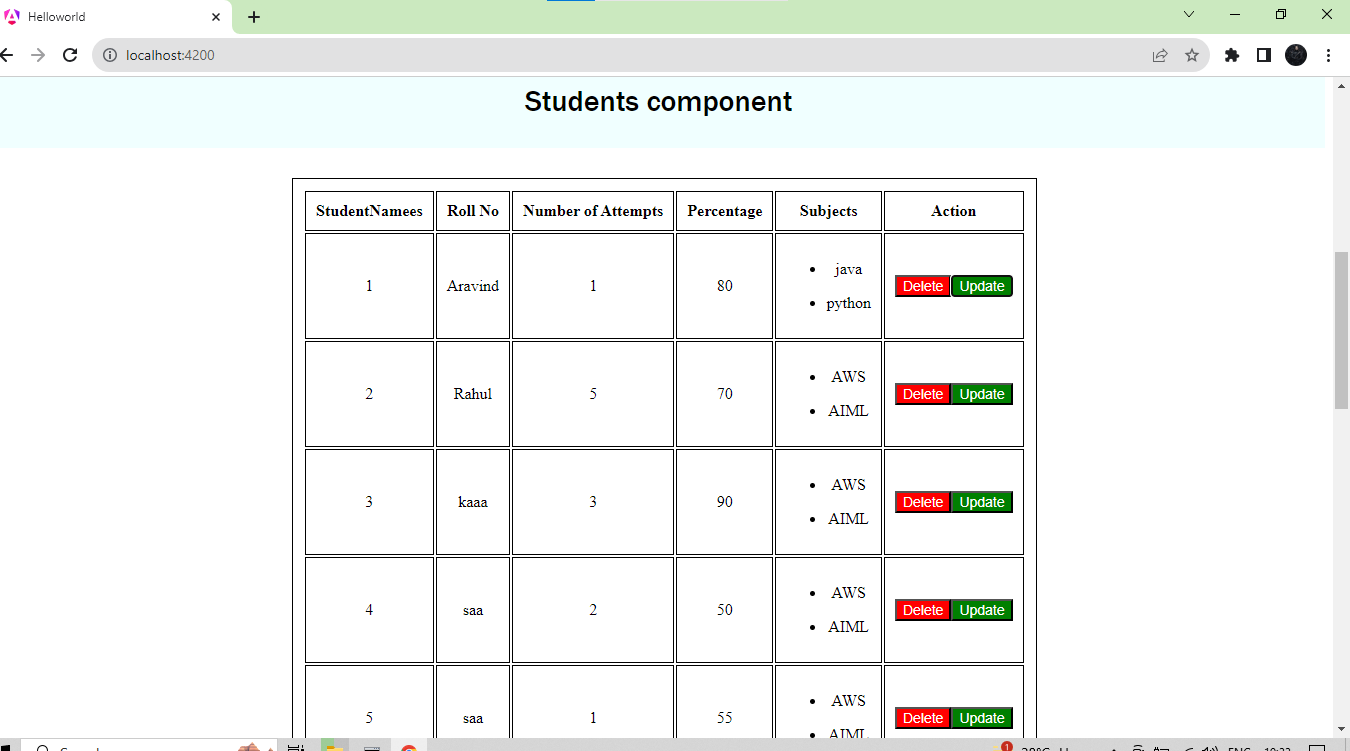 Helloworld
localhost:4200
Students component
StudentNamees Roll No Number of Attempts Percentage Subjects Action
1 Aravind 1 80 java Delete Update
python
2 Rahul 5 70 AWS Delete Update
AIML
3 kaaa 3 90 AWS Delete Update
AIML
4 saa 2 50 AWS Delete Update
AIML
5 saa 1 55 AWS Delete Update
AIML
1